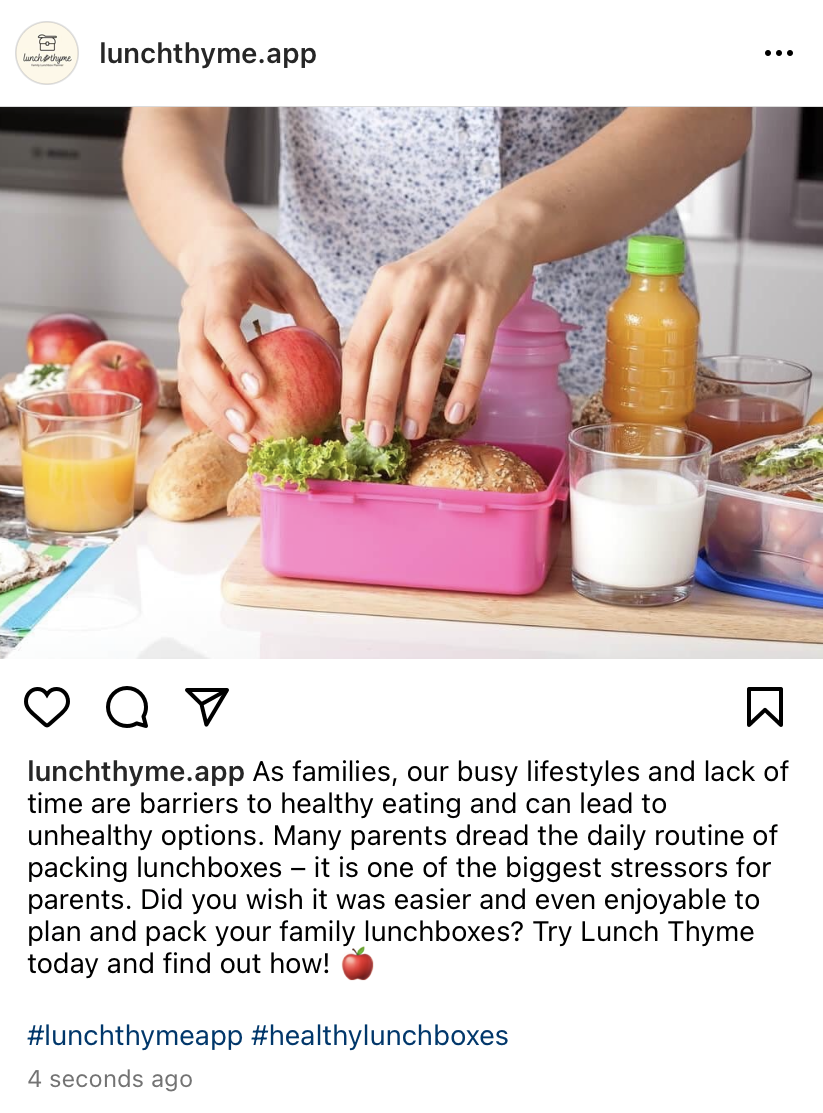 lunch thyme
lunchthyme.app
BOSCH
lunchthyme.app As families, our busy lifestyles and lack of
time are barriers to healthy eating and can lead to
unhealthy options. Many parents dread the daily routine of
packing lunchboxes – it is one of the biggest stressors for
parents. Did you wish it was easier and even enjoyable to
plan and pack your family lunchboxes? Try Lunch Thyme
today and find out how! 🍎
#lunchthymeapp #healthylunchboxes
4 seconds ago